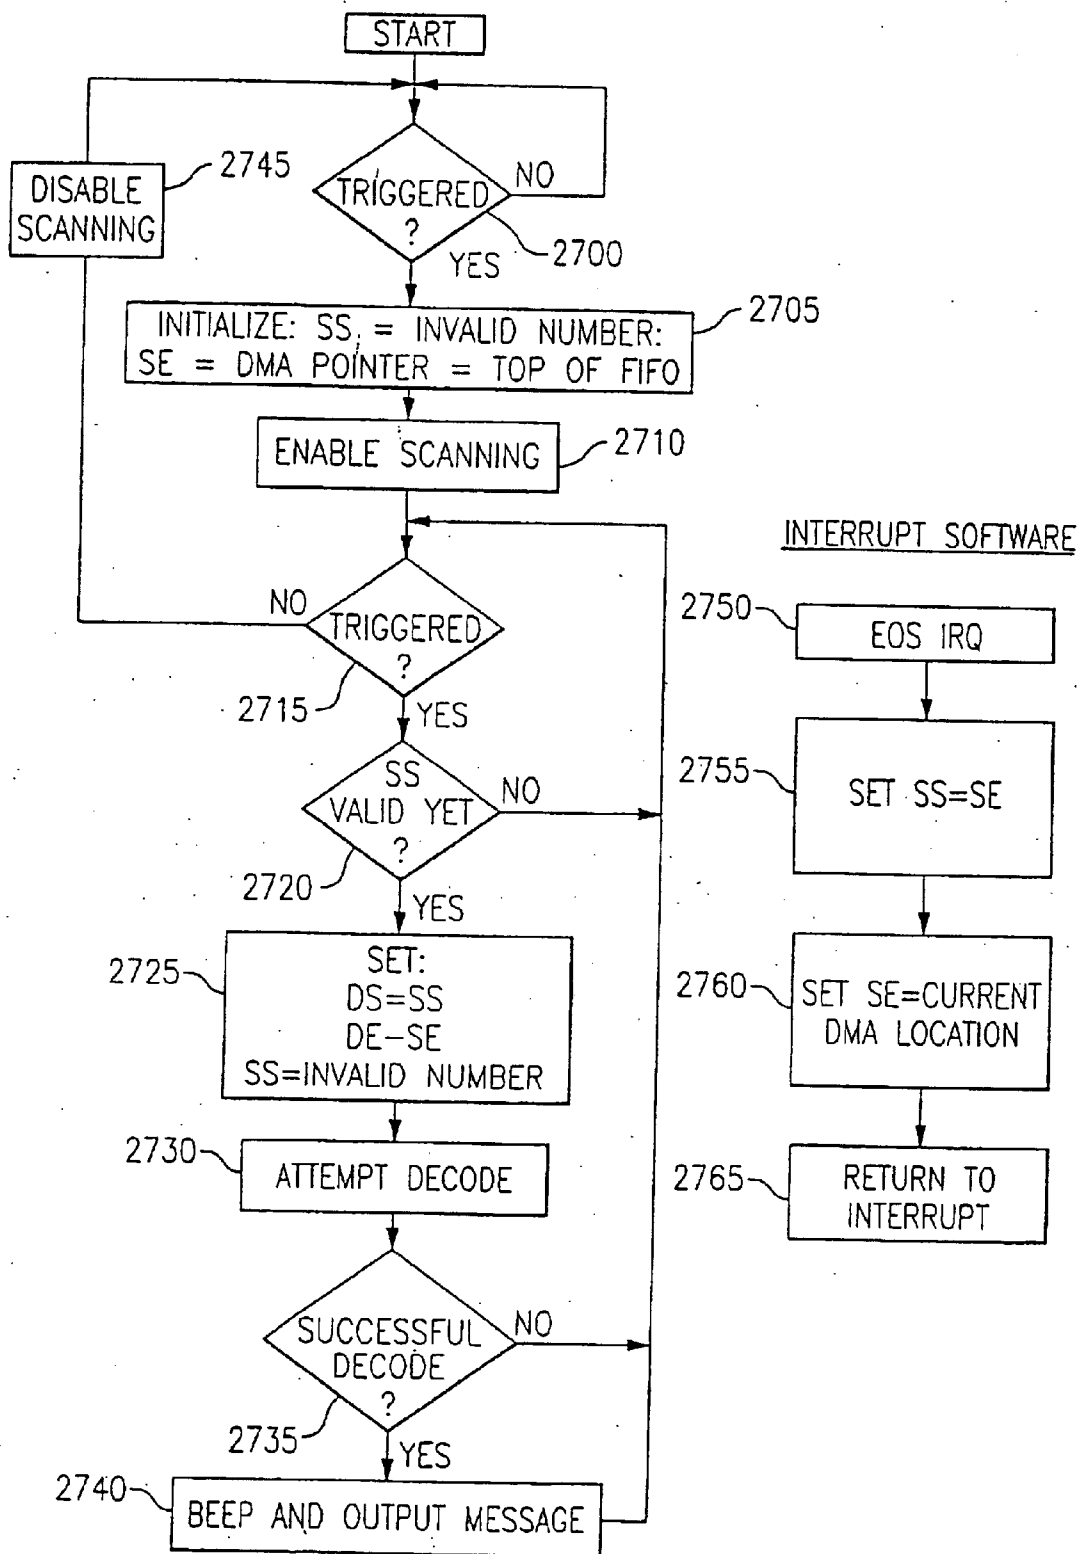 START
DISABLE
SCANNING
2745
TRIGGERED
?
NO
2700
YES
INITIALIZE: SS = INVALID NUMBER:
SE = DMA POINTER = TOP OF FIFO
2705
ENABLE SCANNING
2710
NO
TRIGGERED
?
2715
YES
SS
VALID YET
?
NO
2720
YES
2725
SET:
DS=SS
DE-SE
SS=INVALID NUMBER
2730
ATTEMPT DECODE
SUCCESSFUL
DECODE
?
NO
2735
YES
2740
BEEP AND OUTPUT MESSAGE
INTERRUPT SOFTWARE
2750
EOS IRQ
2755
SET SS=SE
2760
SET SE=CURRENT
DMA LOCATION
2765
RETURN TO
INTERRUPT